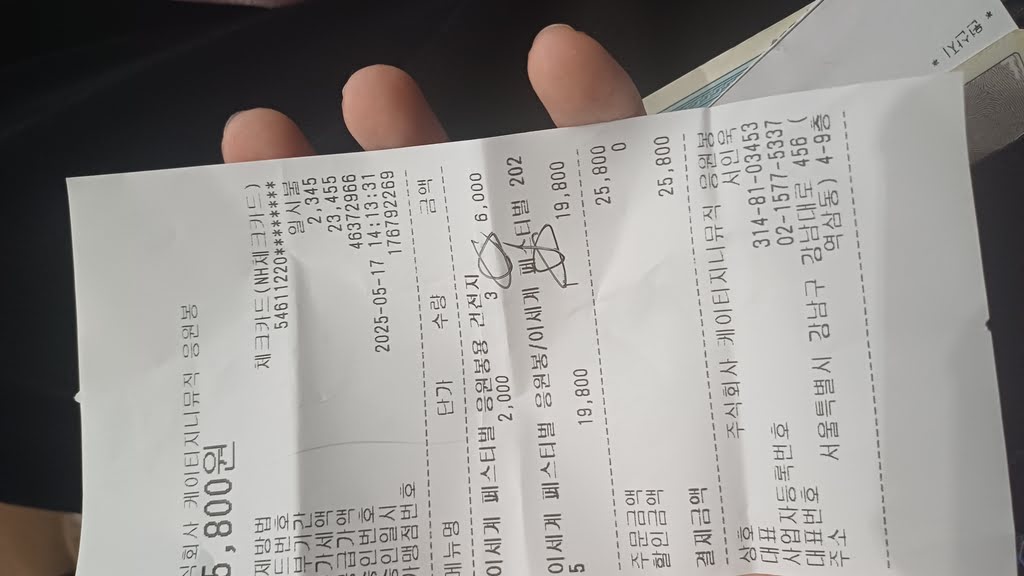 식회사 케이티지니뮤직 응원봉
5,800원
제방법 체크카드(NH체크카드)
드번호 54611220********
부기간 일시불
가세액 2,345
급가액 23,455
승인번호 46372966
승인일시 2025-05-17 14:13:31
가맹점번호 176792269
메뉴명 단가 수량 금액
이세계 페스티벌 응원봉용 건전지
2,000 3 6,000
이세계 페스티벌 응원봉/이세계 페스티벌 202
5
19,800 19,800
주문금액 25,800
할인금액 0
결제금액 25,800
상호 주식회사 케이티지니뮤직 응원봉
대표 서인욱
사업자등록번호 314-81-03453
대표번호 02-1577-5337
주소 서울특별시 강남구 강남대로 456 (
역삼동) 4-9층